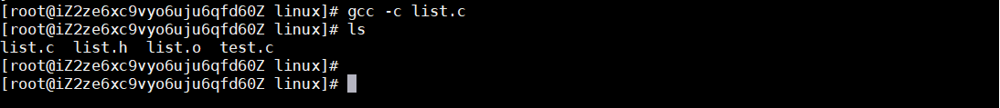 [root@iZ2ze6xc9vyo6uju6qfd60Z linux]# gcc -c list.c
[root@iZ2ze6xc9vyo6uju6qfd60Z linux]# ls
list.c  list.h  list.o  test.c
[root@iZ2ze6xc9vyo6uju6qfd60Z linux]#
[root@iZ2ze6xc9vyo6uju6qfd60Z linux]#